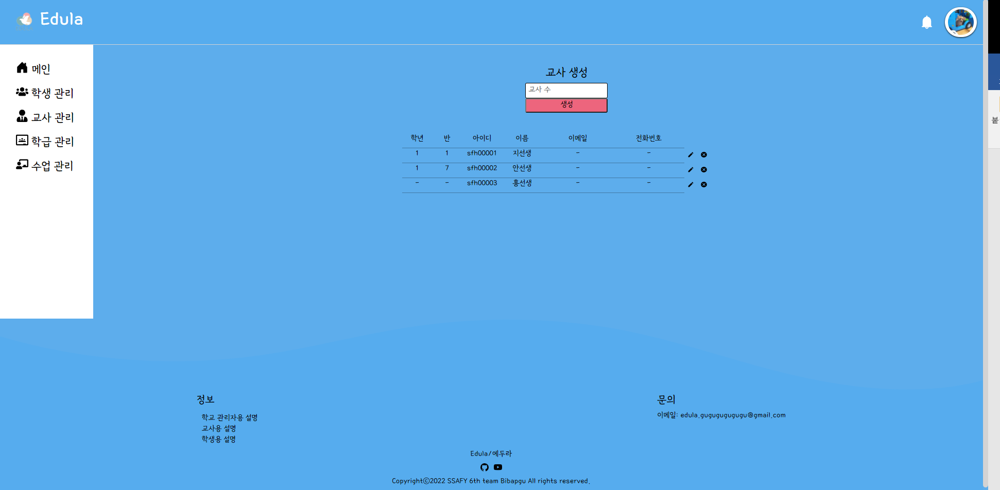 Edula
메인
학생 관리
교사 관리
학급 관리
수업 관리
교사 생성
교사 수
생성
학년 반 아이디 이름 이메일 전화번호
1 1 sfh00001 지선생 - -
1 7 sfh00002 안선생 - -
- - sfh00003 홍선생 - -
붙
정보
학교 관리자용 설명
교사용 설명
학생용 설명
문의
이메일: edula.gugugugugugu@gmail.com
Edula/에두라
Copyrightⓒ2022 SSAFY 6th team Bibapgu All rights reserved.